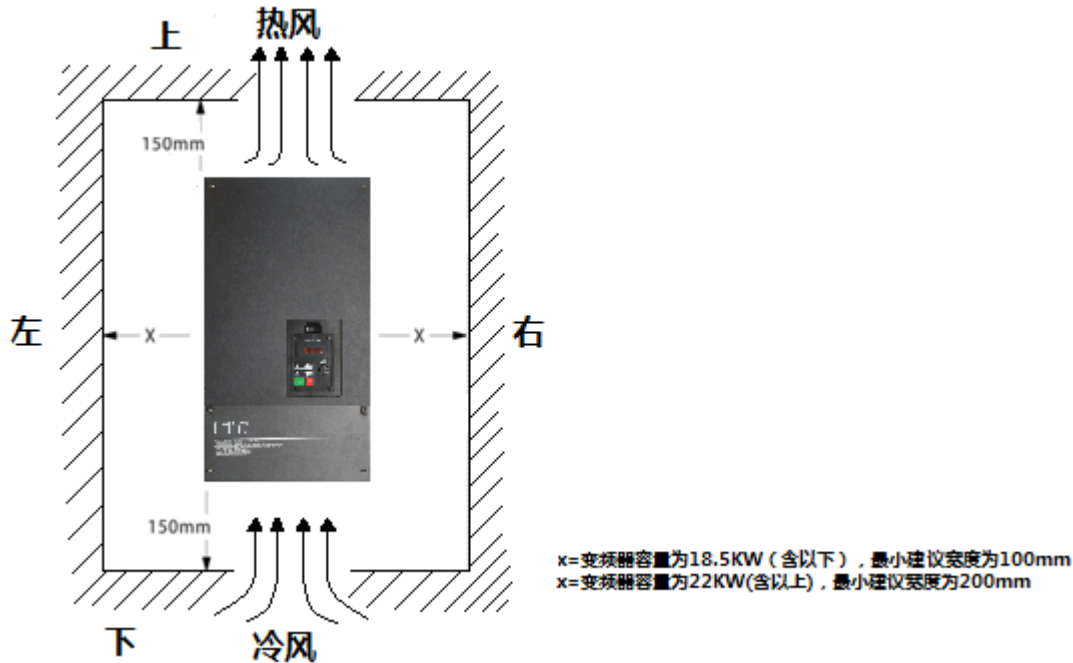 上
热风
150mm
左
X
X
右
150mm
x=变频器容量为18.5KW（含以下），最小建议宽度为100mm
x=变频器容量为22KW(含以上)，最小建议宽度为200mm
下
冷风